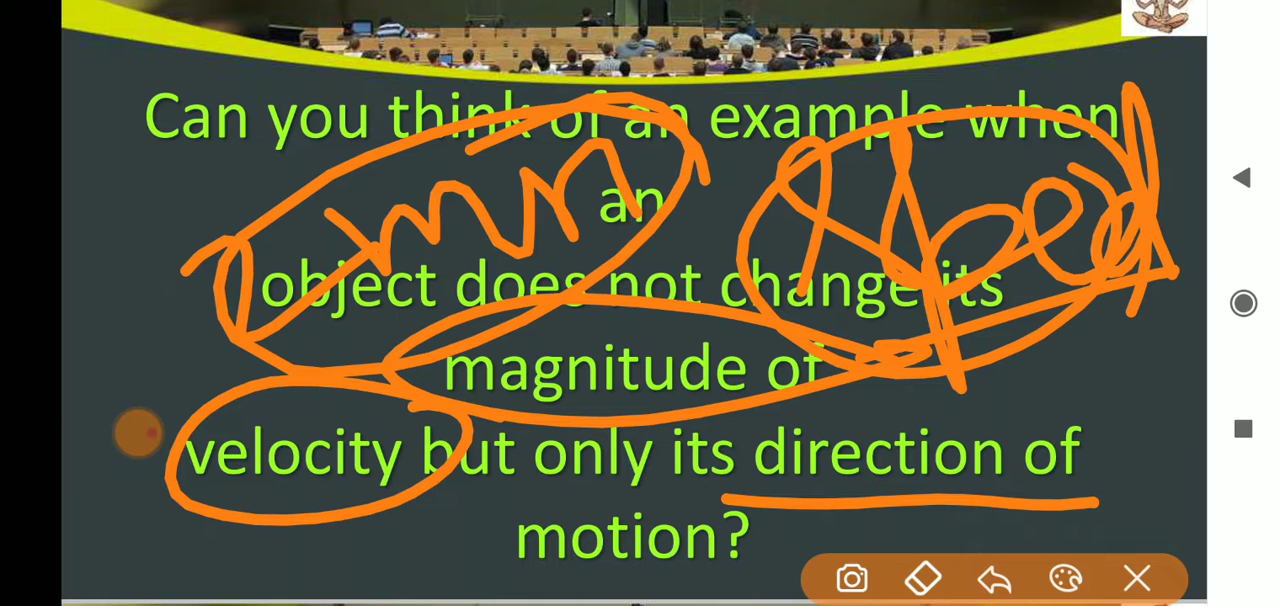 Can you think of an example when
an
object does not change its
magnitude of
velocity but only its direction of
motion?
Speed